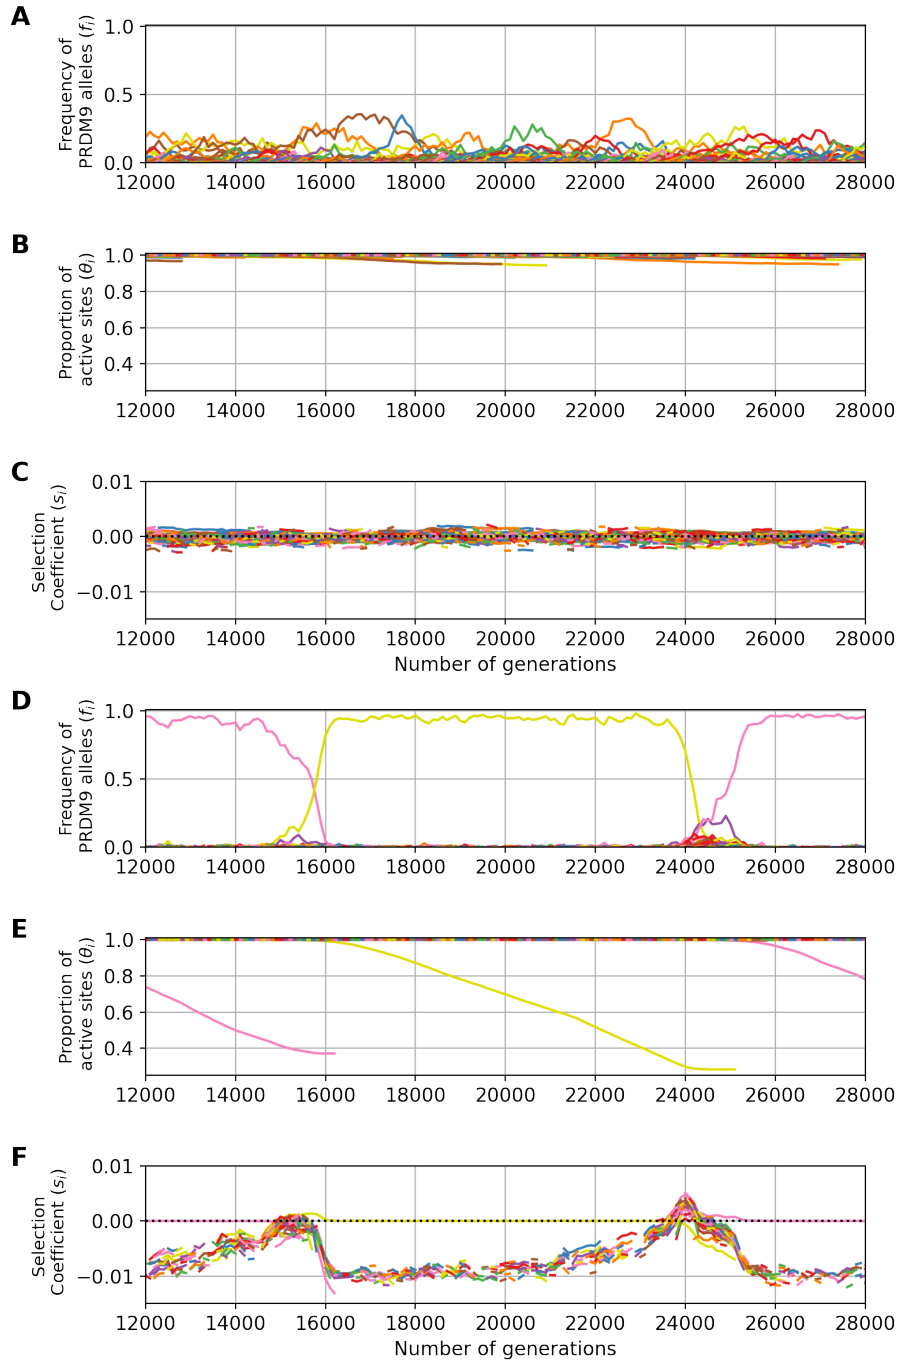 A
Frequency of
PRDM9 alleles (fᵢ)
1.0
0.5
0.0
12000 14000 16000 18000 20000 22000 24000 26000 28000
B
Proportion of
active sites (θᵢ)
1.0
0.8
0.6
0.4
12000 14000 16000 18000 20000 22000 24000 26000 28000
C
Selection
Coefficient (sᵢ)
0.01
0.00
−0.01
12000 14000 16000 18000 20000 22000 24000 26000 28000
Number of generations
D
Frequency of
PRDM9 alleles (fᵢ)
1.0
0.5
0.0
12000 14000 16000 18000 20000 22000 24000 26000 28000
E
Proportion of
active sites (θᵢ)
1.0
0.8
0.6
0.4
12000 14000 16000 18000 20000 22000 24000 26000 28000
F
Selection
Coefficient (sᵢ)
0.01
0.00
−0.01
12000 14000 16000 18000 20000 22000 24000 26000 28000
Number of generations